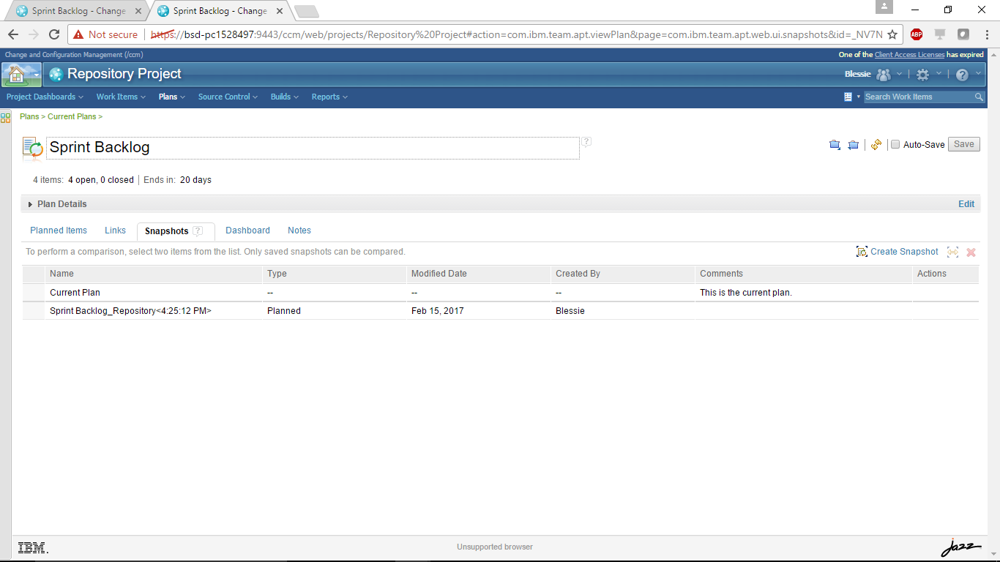 Sprint Backlog - Change
Sprint Backlog - Change
Not secure https://bsd-pc1528497:9443/ccm/web/projects/Repository%20Project#action=com.ibm.team.apt.viewPlan&page=com.ibm.team.apt.web.ui.snapshots&id=_NV7N
ABP
Change and Configuration Management (/ccm)
One of the Client Access Licenses has expired
Repository Project
Blessie
Project Dashboards Work Items Plans Source Control Builds Reports
Search Work Items
Plans > Current Plans >
Sprint Backlog
?
Auto-Save Save
4 items: 4 open, 0 closed Ends in: 20 days
Plan Details
Edit
Planned Items Links Snapshots ? Dashboard Notes
To perform a comparison, select two items from the list. Only saved snapshots can be compared.
Create Snapshot
Name Type Modified Date Created By Comments Actions
Current Plan -- -- -- This is the current plan.
Sprint Backlog_Repository<4:25:12 PM> Planned Feb 15, 2017 Blessie
IBM.
Unsupported browser
jazz